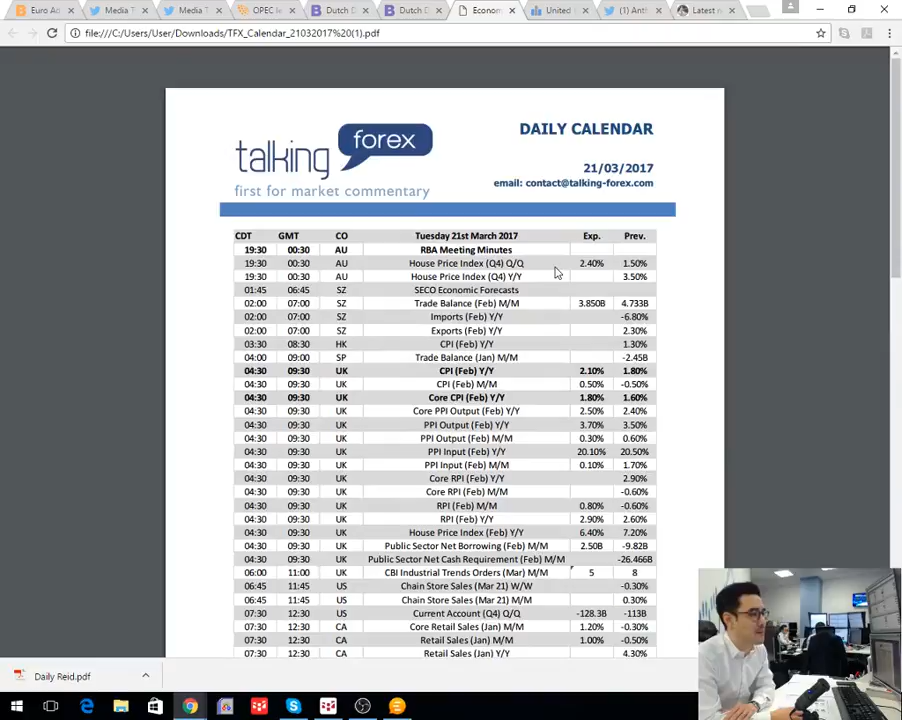 Euro Ao
Media T
Media T
OPEC le
Dutch D
Dutch D
Econom
United
(1) Anth
Latest n
file:///C:/Users/User/Downloads/TFX_Calendar_21032017%20(1).pdf
talking forex
first for market commentary
DAILY CALENDAR
21/03/2017
email: contact@talking-forex.com
CDT GMT CO Tuesday 21st March 2017 Exp. Prev.
19:30 00:30 AU RBA Meeting Minutes
19:30 00:30 AU House Price Index (Q4) Q/Q 2.40% 1.50%
19:30 00:30 AU House Price Index (Q4) Y/Y 3.50%
01:45 06:45 SZ SECO Economic Forecasts
02:00 07:00 SZ Trade Balance (Feb) M/M 3.850B 4.733B
02:00 07:00 SZ Imports (Feb) Y/Y -6.80%
02:00 07:00 SZ Exports (Feb) Y/Y 2.30%
03:30 08:30 HK CPI (Feb) Y/Y 1.30%
04:00 09:00 SP Trade Balance (Jan) M/M -2.45B
04:30 09:30 UK CPI (Feb) Y/Y 2.10% 1.80%
04:30 09:30 UK CPI (Feb) M/M 0.50% -0.50%
04:30 09:30 UK Core CPI (Feb) Y/Y 1.80% 1.60%
04:30 09:30 UK Core PPI Output (Feb) Y/Y 2.50% 2.40%
04:30 09:30 UK PPI Output (Feb) Y/Y 3.70% 3.50%
04:30 09:30 UK PPI Output (Feb) M/M 0.30% 0.60%
04:30 09:30 UK PPI Input (Feb) Y/Y 20.10% 20.50%
04:30 09:30 UK PPI Input (Feb) M/M 0.10% 1.70%
04:30 09:30 UK Core RPI (Feb) Y/Y 2.90%
04:30 09:30 UK Core RPI (Feb) M/M -0.60%
04:30 09:30 UK RPI (Feb) M/M 0.80% -0.60%
04:30 09:30 UK RPI (Feb) Y/Y 2.90% 2.60%
04:30 09:30 UK House Price Index (Feb) Y/Y 6.40% 7.20%
04:30 09:30 UK Public Sector Net Borrowing (Feb) M/M 2.50B -9.82B
04:30 09:30 UK Public Sector Net Cash Requirement (Feb) M/M -26.466B
06:00 11:00 UK CBI Industrial Trends Orders (Mar) M/M 5 8
06:45 11:45 US Chain Store Sales (Mar 21) W/W -0.30%
06:45 11:45 US Chain Store Sales (Mar 21) M/M 0.30%
07:30 12:30 US Current Account (Q4) Q/Q -128.3B -113B
07:30 12:30 CA Core Retail Sales (Jan) M/M 1.20% -0.30%
07:30 12:30 CA Retail Sales (Jan) M/M 1.00% -0.50%
07:30 12:30 CA Retail Sales (Jan) Y/Y 4.30%
Daily Reid.pdf